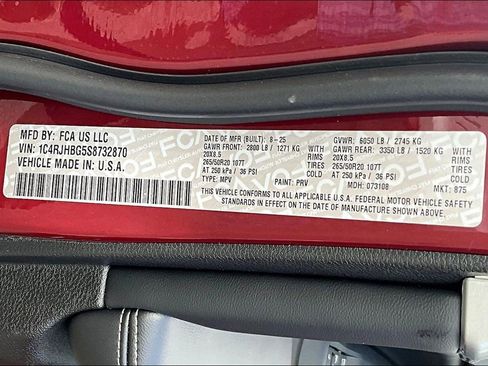 MFD BY: FCA US LLC
VIN: 1C4RJHBG5S8732870
VEHICLE MADE IN: U.S.A.
DATE OF MFR (BUILT): 8-25 GVWR: 6050 LB / 2745 KG
GAWR FRONT: 2800 LB / 1271 KG GAWR REAR: 3350 LB / 1520 KG
20X8.5 RIMS 20X8.5 RIMS
265/50R20 107T TIRES 265/50R20 107T TIRES
AT 250 kPa / 36 PSI COLD AT 250 kPa / 36 PSI COLD
TYPE: MPV PAINT: PRV MDH: 073108 MKT: 875
THIS VEHICLE CONFORMS TO ALL APPLICABLE U.S.A. FEDERAL MOTOR VEHICLE SAFETY
STANDARDS IN EFFECT ON THE DATE OF MANUFACTURE SHOWN ABOVE.